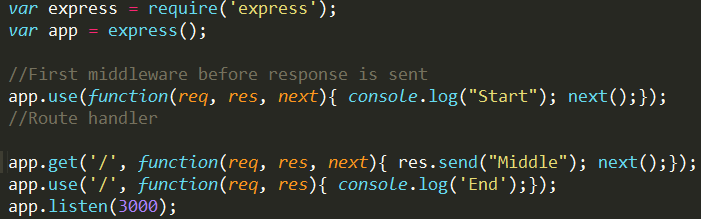 var express = require('express');
var app = express();
//First middleware before response is sent
app.use(function(req, res, next){ console.log("Start"); next();});
//Route handler
app.get('/', function(req, res, next){ res.send("Middle"); next();});
app.use('/', function(req, res){ console.log('End');});
app.listen(3000);